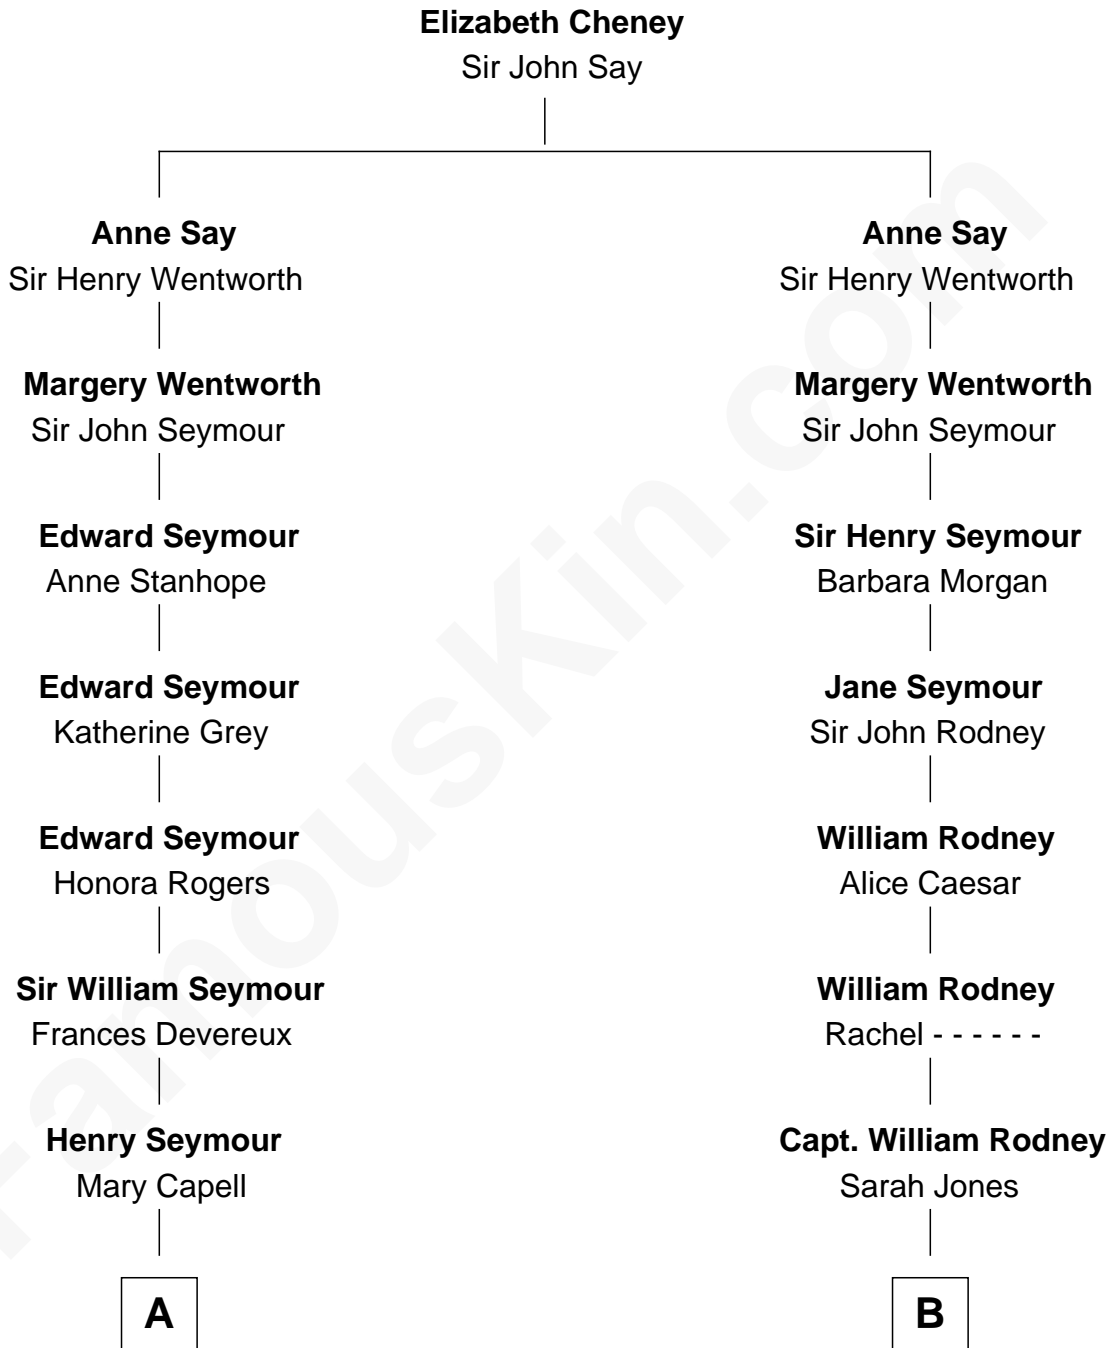 Elizabeth Cheney
Sir John Say
Anne Say
Sir Henry Wentworth
Margery Wentworth
Sir John Seymour
Edward Seymour
Anne Stanhope
Edward Seymour
Katherine Grey
Edward Seymour
Honora Rogers
Sir William Seymour
Frances Devereux
Henry Seymour
Mary Capell
A
Anne Say
Sir Henry Wentworth
Margery Wentworth
Sir John Seymour
Sir Henry Seymour
Barbara Morgan
Jane Seymour
Sir John Rodney
William Rodney
Alice Caesar
William Rodney
Rachel - - - - - -
Capt. William Rodney
Sarah Jones
B
FamousKin.com